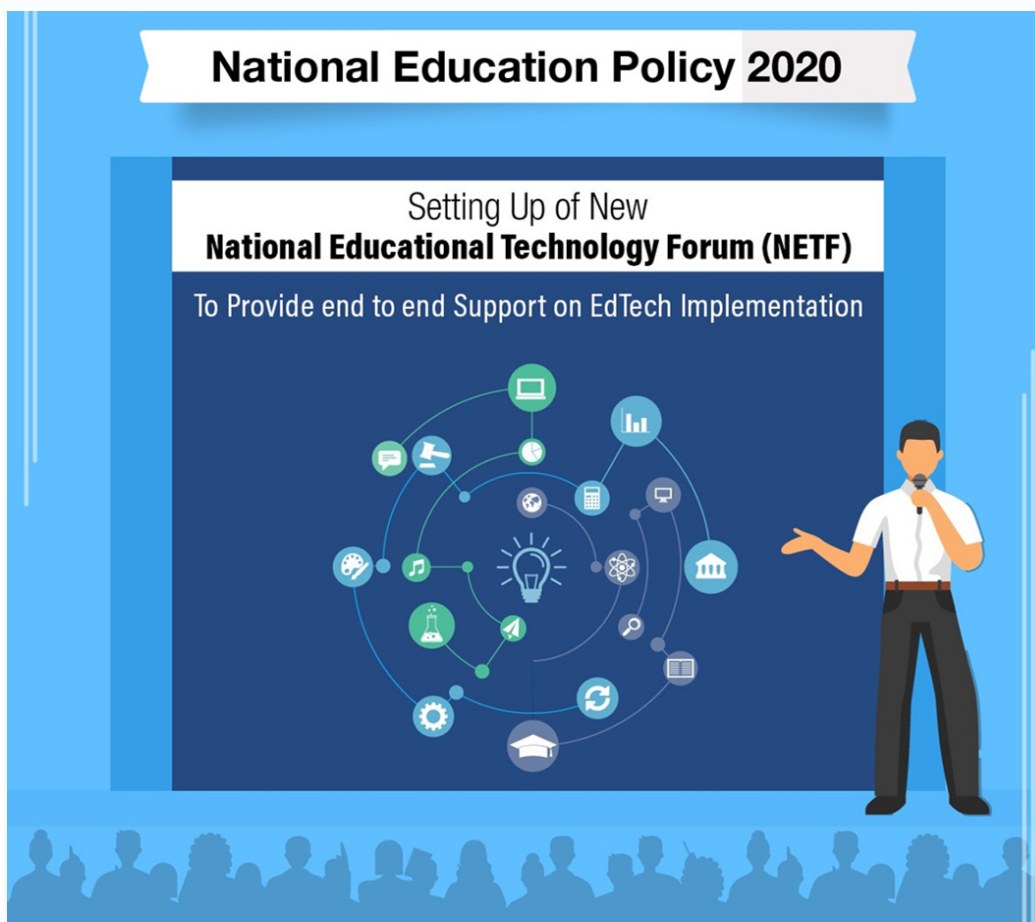 National Education Policy 2020
Setting Up of New
National Educational Technology Forum (NETF)
To Provide end to end Support on EdTech Implementation